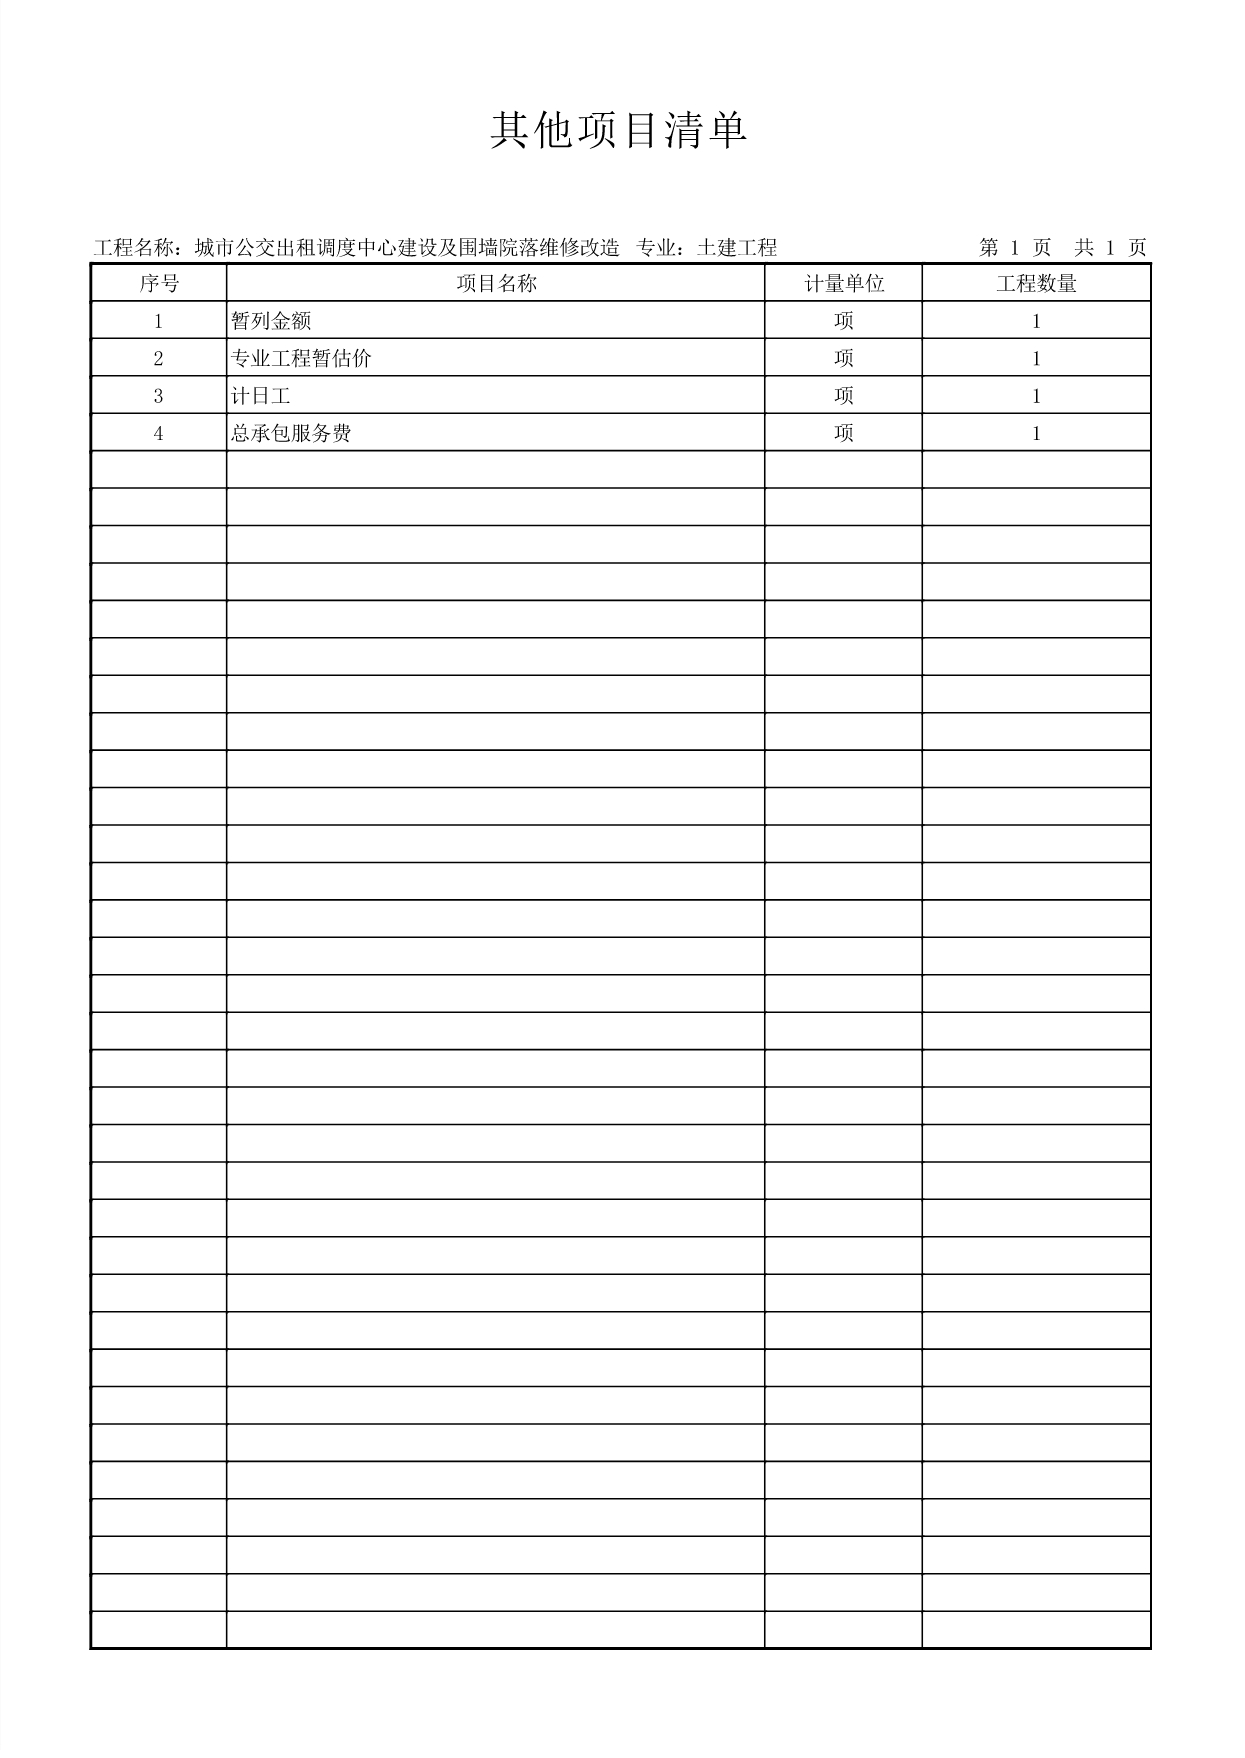 其他项目清单
工程名称：城市公交出租调度中心建设及围墙院落维修改造 专业：土建工程 第 1 页 共 1 页
序号 项目名称 计量单位 工程数量
1 暂列金额 项 1
2 专业工程暂估价 项 1
3 计日工 项 1
4 总承包服务费 项 1